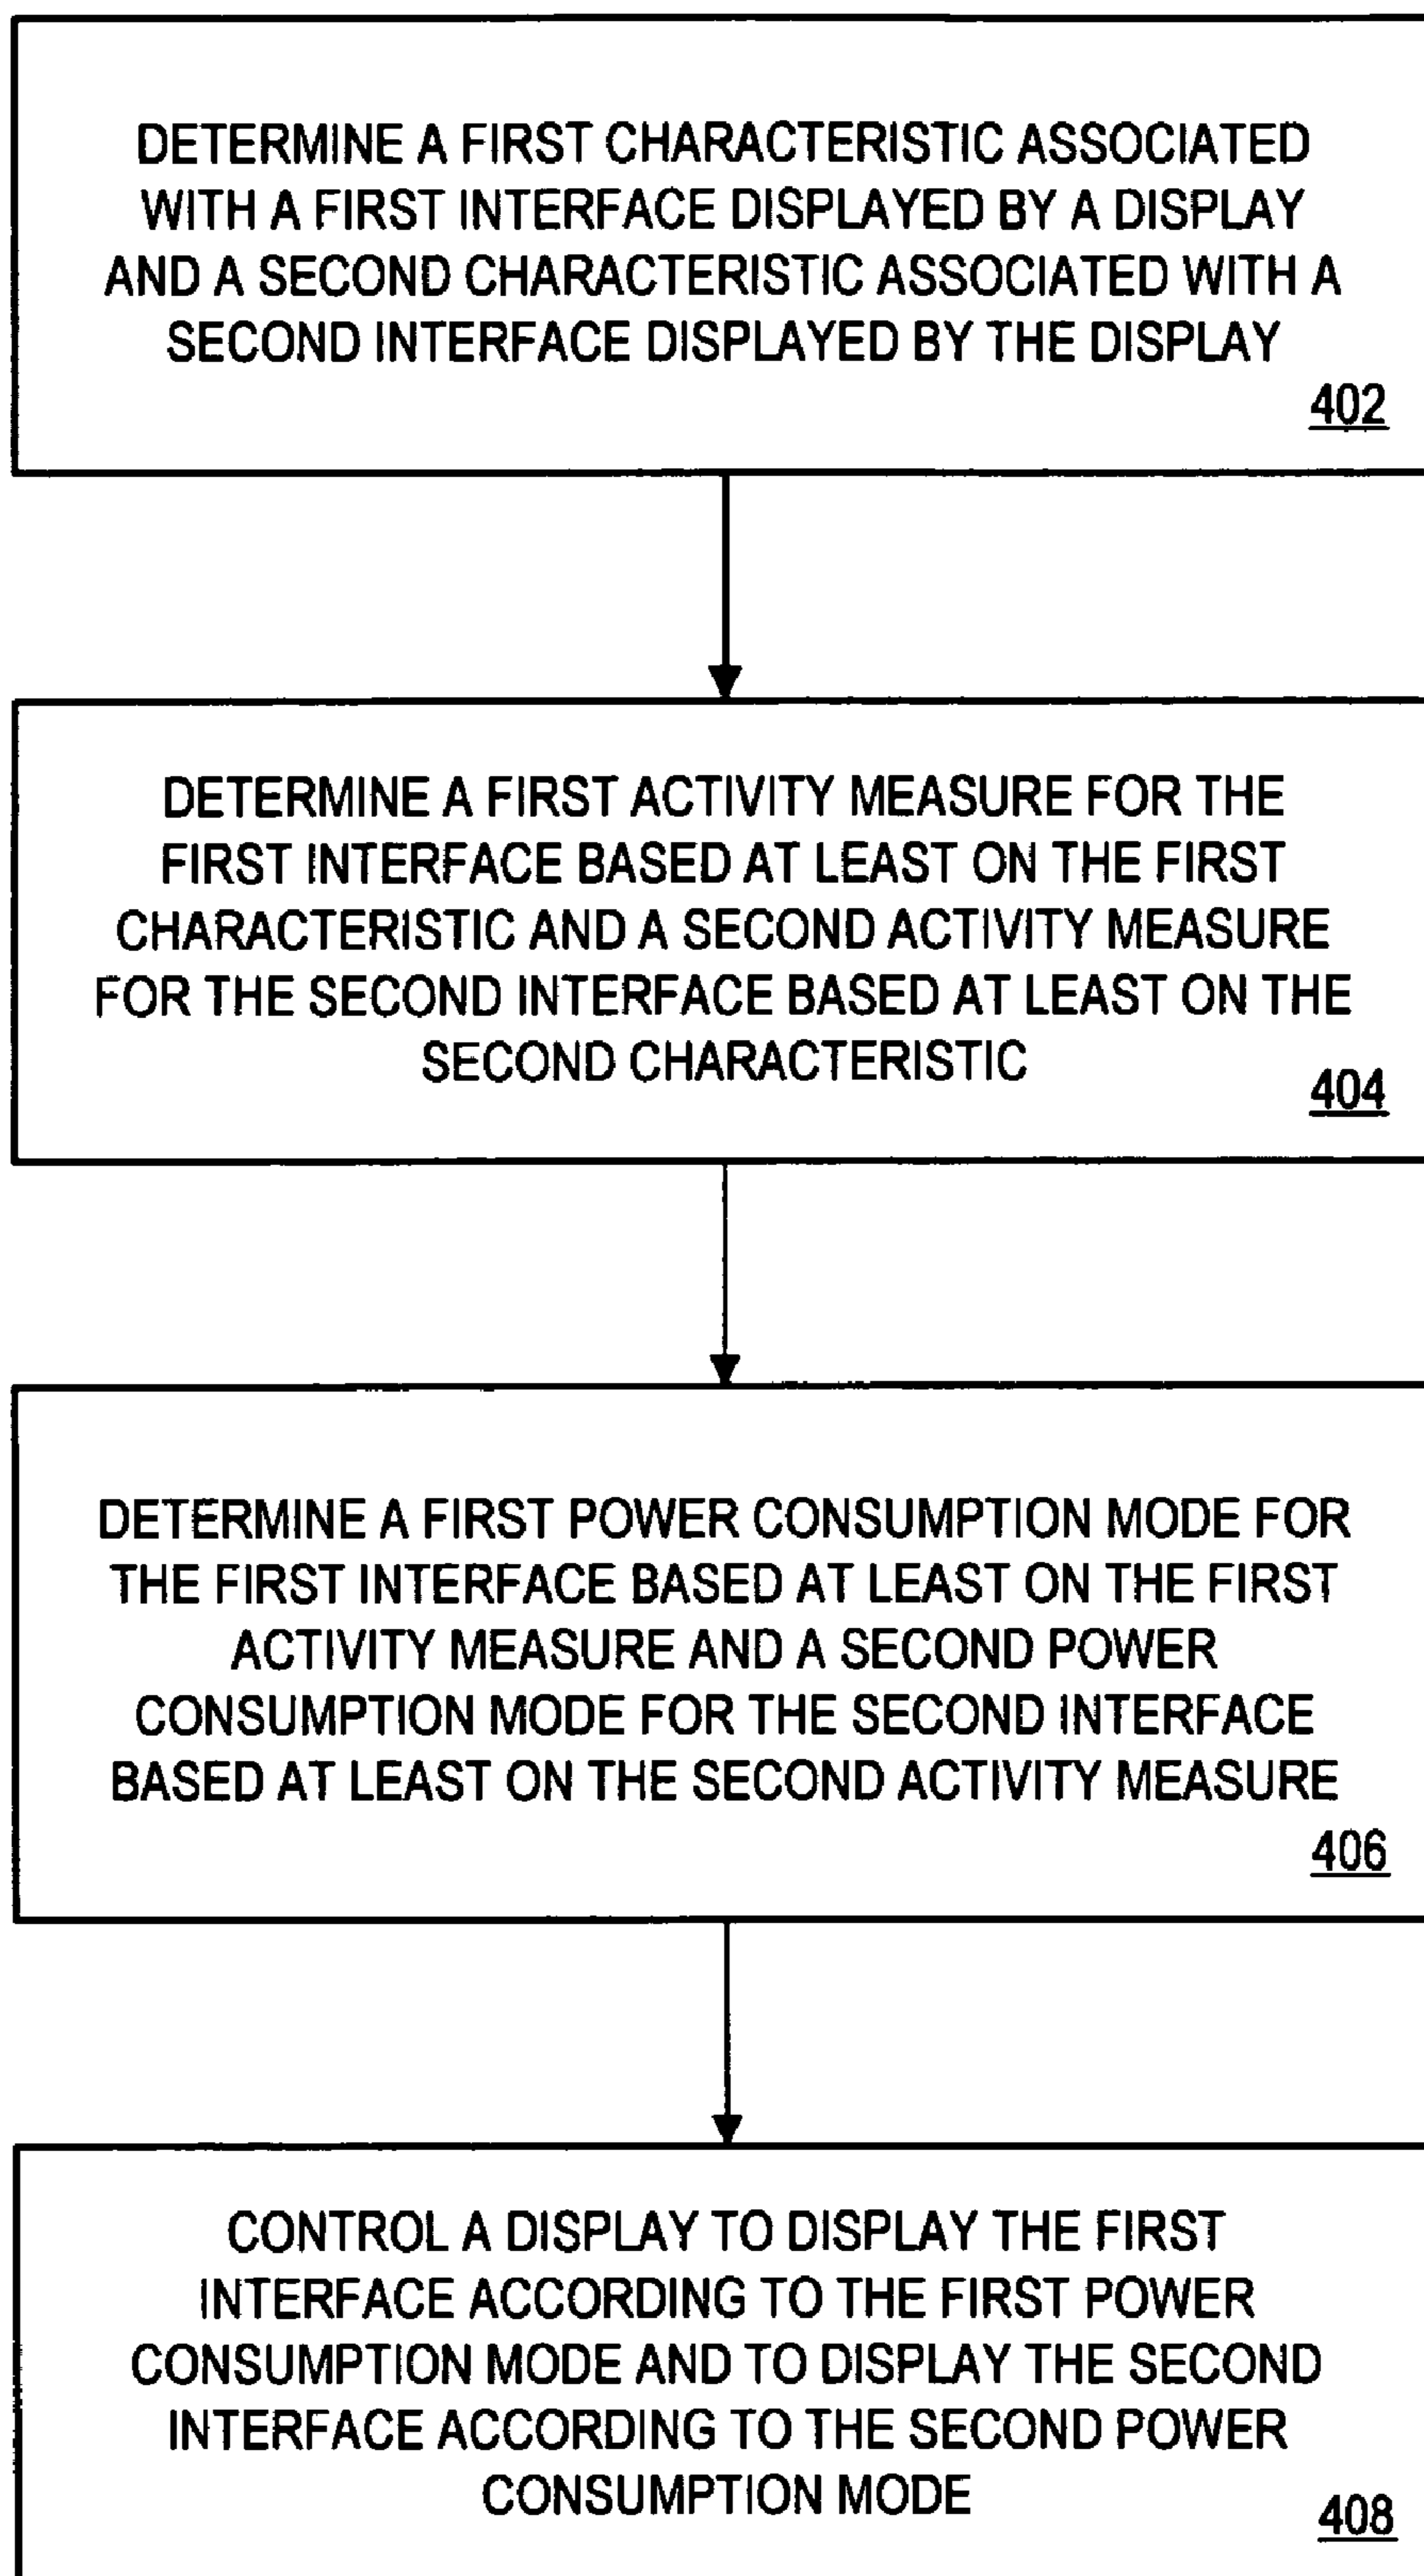 DETERMINE A FIRST CHARACTERISTIC ASSOCIATED
WITH A FIRST INTERFACE DISPLAYED BY A DISPLAY
AND A SECOND CHARACTERISTIC ASSOCIATED WITH A
SECOND INTERFACE DISPLAYED BY THE DISPLAY
402
DETERMINE A FIRST ACTIVITY MEASURE FOR THE
FIRST INTERFACE BASED AT LEAST ON THE FIRST
CHARACTERISTIC AND A SECOND ACTIVITY MEASURE
FOR THE SECOND INTERFACE BASED AT LEAST ON THE
SECOND CHARACTERISTIC
404
DETERMINE A FIRST POWER CONSUMPTION MODE FOR
THE FIRST INTERFACE BASED AT LEAST ON THE FIRST
ACTIVITY MEASURE AND A SECOND POWER
CONSUMPTION MODE FOR THE SECOND INTERFACE
BASED AT LEAST ON THE SECOND ACTIVITY MEASURE
406
CONTROL A DISPLAY TO DISPLAY THE FIRST
INTERFACE ACCORDING TO THE FIRST POWER
CONSUMPTION MODE AND TO DISPLAY THE SECOND
INTERFACE ACCORDING TO THE SECOND POWER
CONSUMPTION MODE
408